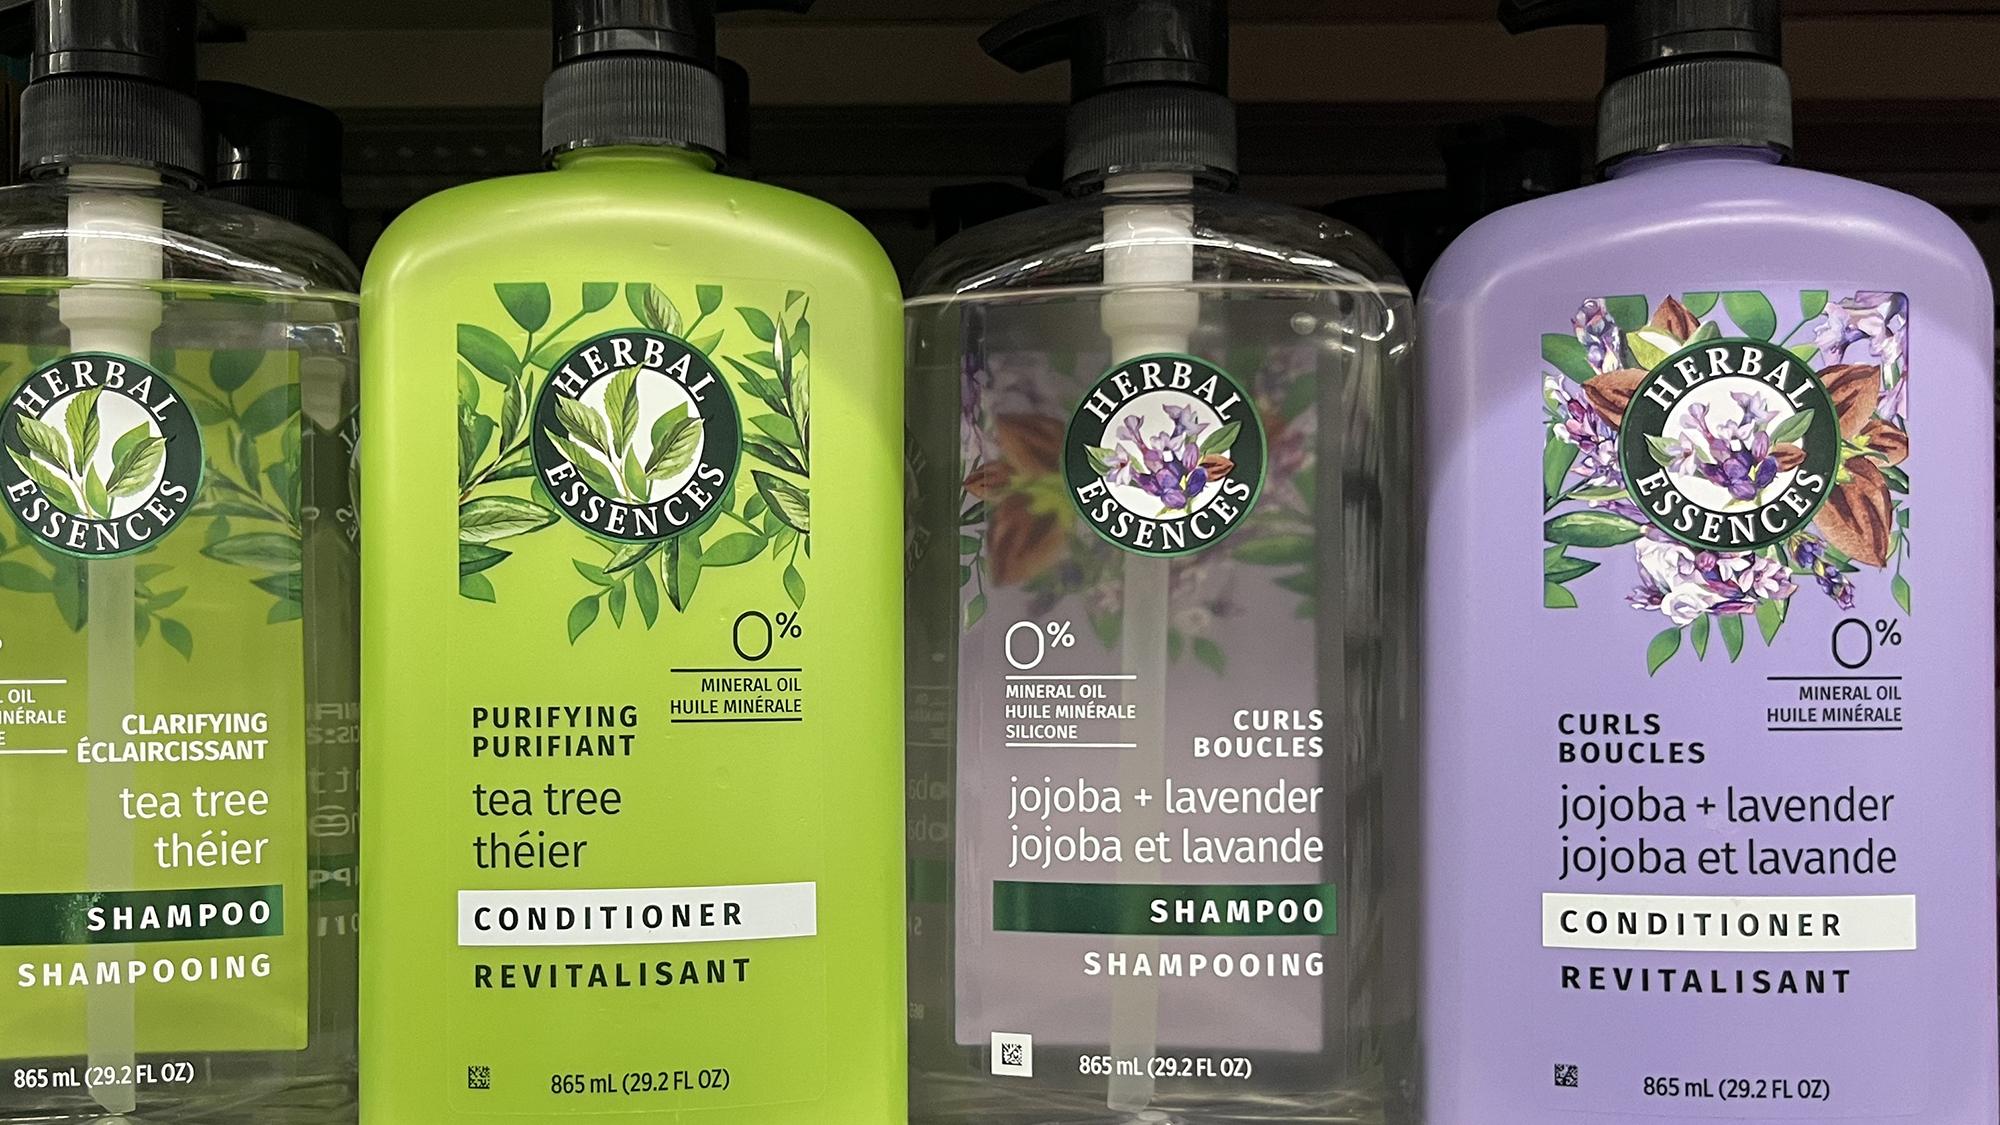 HERBAL
ESSENCES
OIL
CLARIFYING
ÉCLAIRCISSANT
tea tree
théier
SHAMPOO
SHAMPOOING
865 mL (29.2 FL OZ)
HERBAL
ESSENCES
0%
MINERAL OIL
HUILE MINÉRALE
PURIFYING
PURIFIANT
tea tree
théier
CONDITIONER
REVITALISANT
865 mL (29.2 FL OZ)
HERBAL
ESSENCES
0%
MINERAL OIL
HUILE MINÉRALE
SILICONE
CURLS
BOUCLES
jojoba + lavender
jojoba et lavande
SHAMPOO
SHAMPOOING
865 mL (29.2 FL OZ)
HERBAL
ESSENCES
0%
MINERAL OIL
HUILE MINÉRALE
CURLS
BOUCLES
jojoba + lavender
jojoba et lavande
CONDITIONER
REVITALISANT
865 mL (29.2 FL OZ)